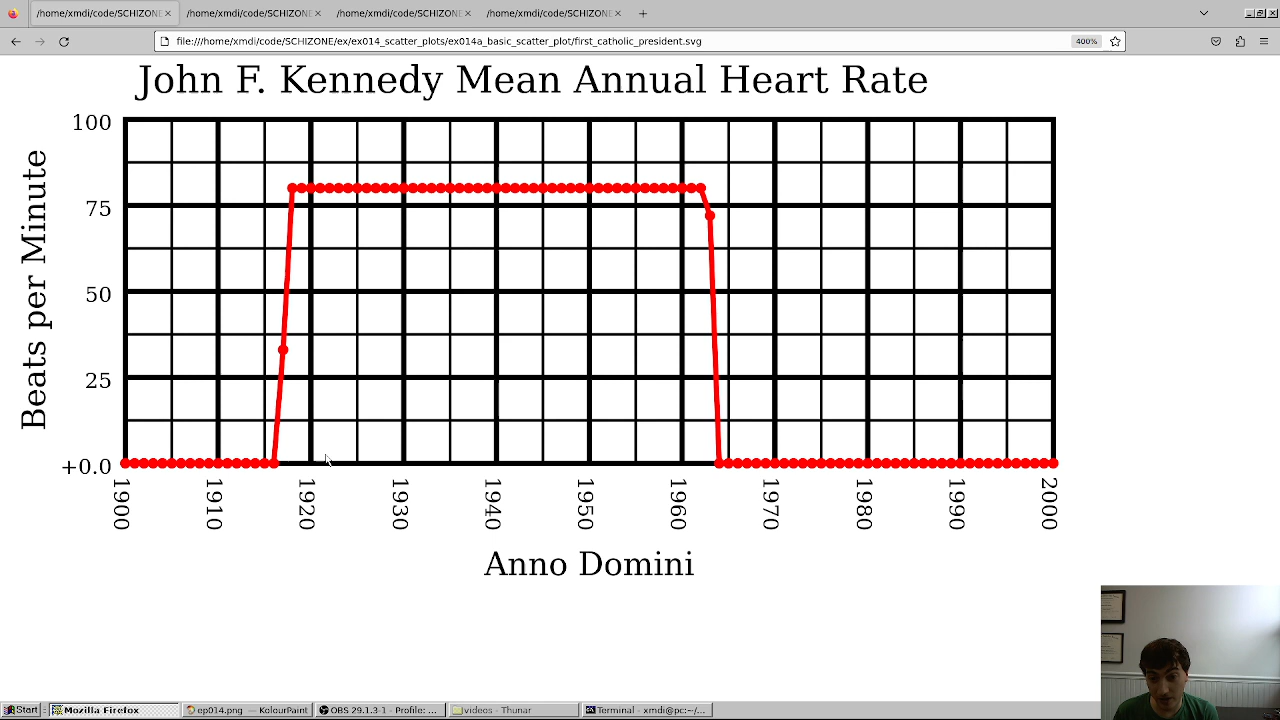 /home/xmdi/code/SCHIZONE
/home/xmdi/code/SCHIZONE
/home/xmdi/code/SCHIZONE
/home/xmdi/code/SCHIZONE
file:///home/xmdi/code/SCHIZONE/ex/ex014_scatter_plots/ex014a_basic_scatter_plot/first_catholic_president.svg
400%
John F. Kennedy Mean Annual Heart Rate
Beats per Minute
100
75
50
25
+0.0
1900
1910
1920
1930
1940
1950
1960
1970
1980
1990
2000
Anno Domini
Start
Mozilla Firefox
ep014.png — KolourPaint
OBS 29.1.3-1 - Profile: ...
videos - Thunar
Terminal - xmdi@pc:~/...